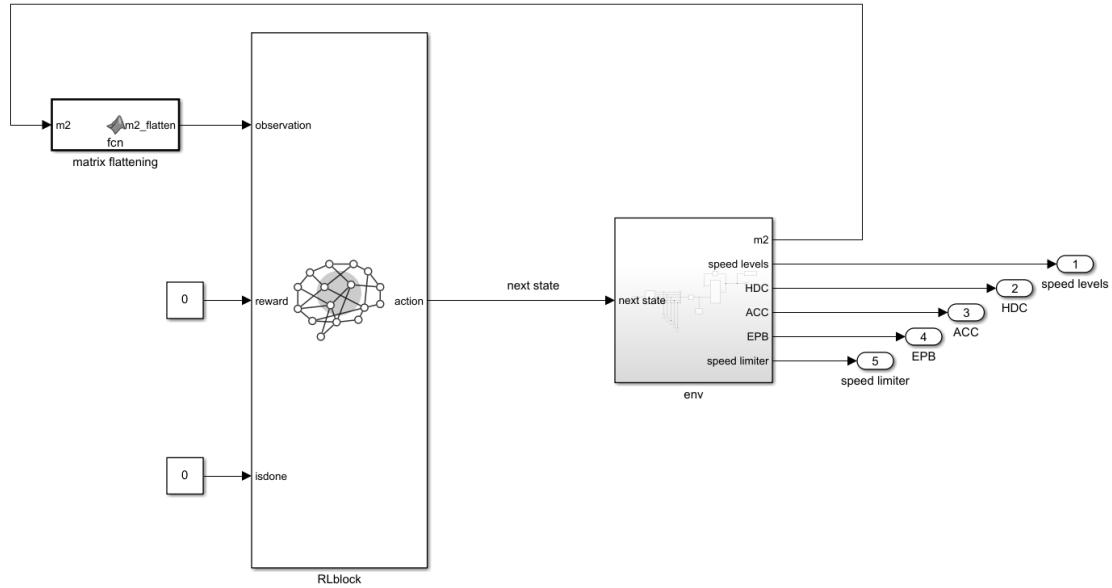 m2
m2_flatten
fcn
matrix flattening
observation
0
reward
action
next state
0
isdone
RLblock
next state
m2
speed levels
HDC
ACC
EPB
speed limiter
env
1
speed levels
2
HDC
3
ACC
4
EPB
5
speed limiter